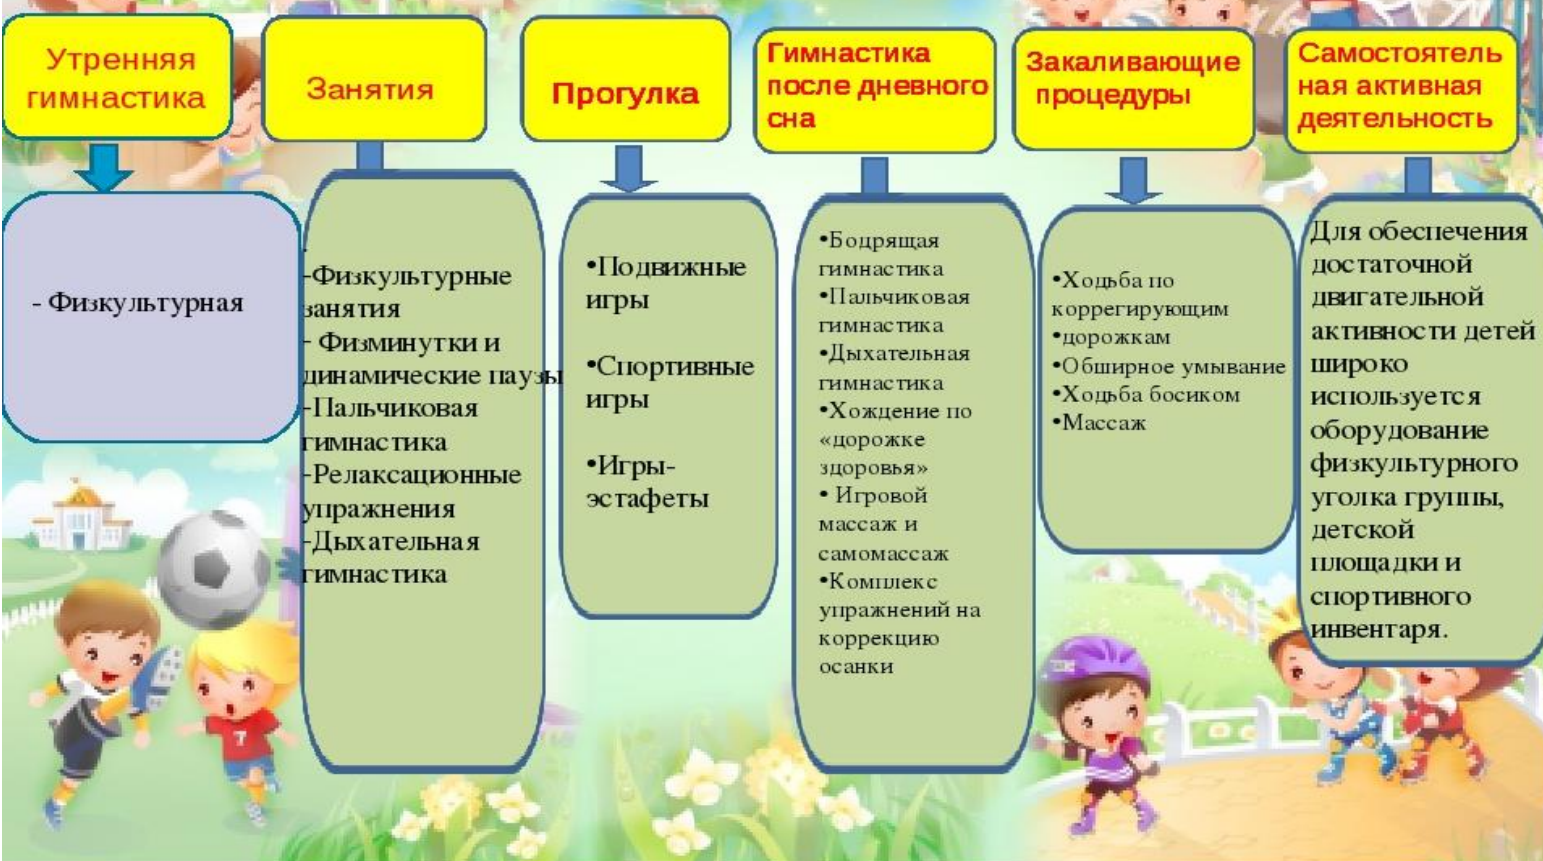 Утренняя
гимнастика
- Физкультурная
Занятия
.
-Физкультурные
занятия
- Физминутки и
динамические паузы
-Пальчиковая
гимнастика
-Релаксационные
упражнения
-Дыхательная
гимнастика
Прогулка
•Подвижные
игры
•Спортивные
игры
•Игры-
эстафеты
Гимнастика
после дневного
сна
•Бодрящая
гимнастика
•Пальчиковая
гимнастика
•Дыхательная
гимнастика
•Хождение по
«дорожке
здоровья»
• Игровой
массаж и
самомассаж
•Комплекс
упражнений на
коррекцию
осанки
Закаливающие
процедуры
•Ходьба по
коррегирующим
•дорожкам
•Обширное умывание
•Ходьба босиком
•Массаж
Самостоятель
ная активная
деятельность
Для обеспечения
достаточной
двигательной
активности детей
широко
используется
оборудование
физкультурного
уголка группы,
детской
площадки и
спортивного
инвентаря.
7